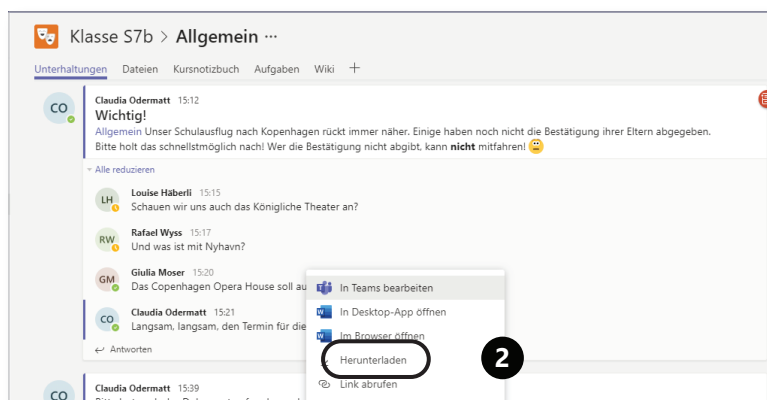 Klasse S7b > Allgemein ...
Unterhaltungen Dateien Kursnotizbuch Aufgaben Wiki +
CO Claudia Odermatt 15:12
Wichtig!
Allgemein Unser Schulausflug nach Kopenhagen rückt immer näher. Einige haben noch nicht die Bestätigung ihrer Eltern abgegeben.
Bitte holt das schnellstmöglich nach! Wer die Bestätigung nicht abgibt, kann nicht mitfahren!
Alle reduzieren
LH Louise Häberli 15:15
Schauen wir uns auch das Königliche Theater an?
RW Rafael Wyss 15:17
Und was ist mit Nyhavn?
GM Giulia Moser 15:20
Das Copenhagen Opera House soll au
CO Claudia Odermatt 15:21
Langsam, langsam, den Termin für die
Antworten
In Teams bearbeiten
In Desktop-App öffnen
Im Browser öffnen
Herunterladen
2
Link abrufen
CO Claudia Odermatt 15:39